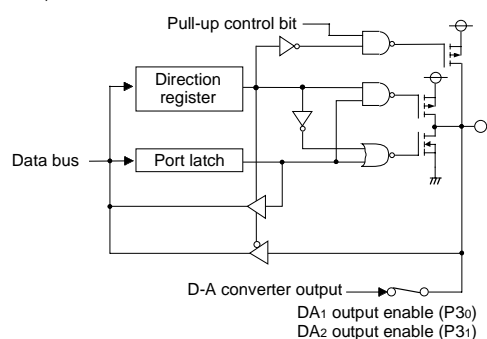 Pull-up control bit
Direction
register
Data bus
Port latch
D-A converter output
DA1 output enable (P30)
DA2 output enable (P31)